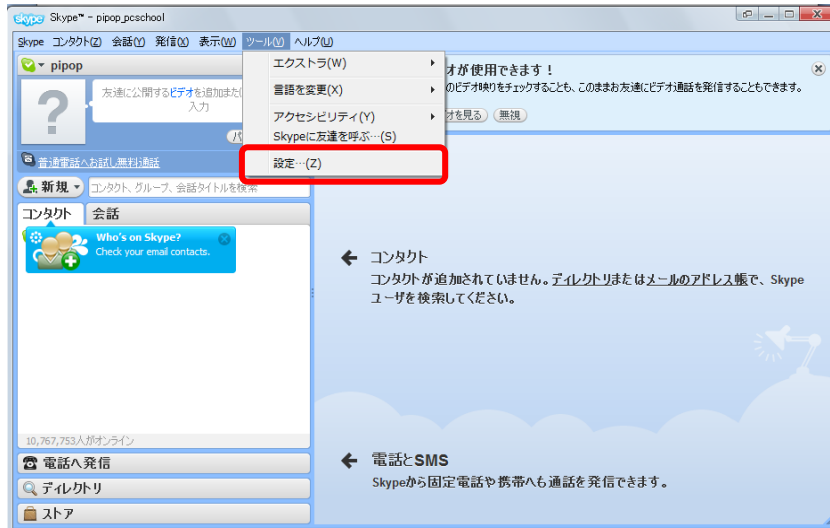 skype Skype™ - pipop_pcschool
Skype コンタクト(Z) 会話(Y) 発信(X) 表示(W) ツール(V) ヘルプ(U)
pipop
友達に公開するビデオを追加または
入力
普通電話へお試し無料通話
新規
コンタクト、グループ、会話タイトルを検索
コンタクト 会話
Who's on Skype?
Check your email contacts.
10,767,753人がオンライン
電話へ発信
ディレクトリ
ストア
エクストラ(W)
言語を変更(X)
アクセシビリティ(Y)
Skypeに友達を呼ぶ…(S)
設定…(Z)
オが使用できます！
のビデオ映りをチェックすることも、このままお友達にビデオ通話を発信することもできます。
オを見る 無視
コンタクト
コンタクトが追加されていません。ディレクトリまたはメールのアドレス帳で、Skype
ユーザを検索してください。
電話とSMS
Skypeから固定電話や携帯へも通話を発信できます。